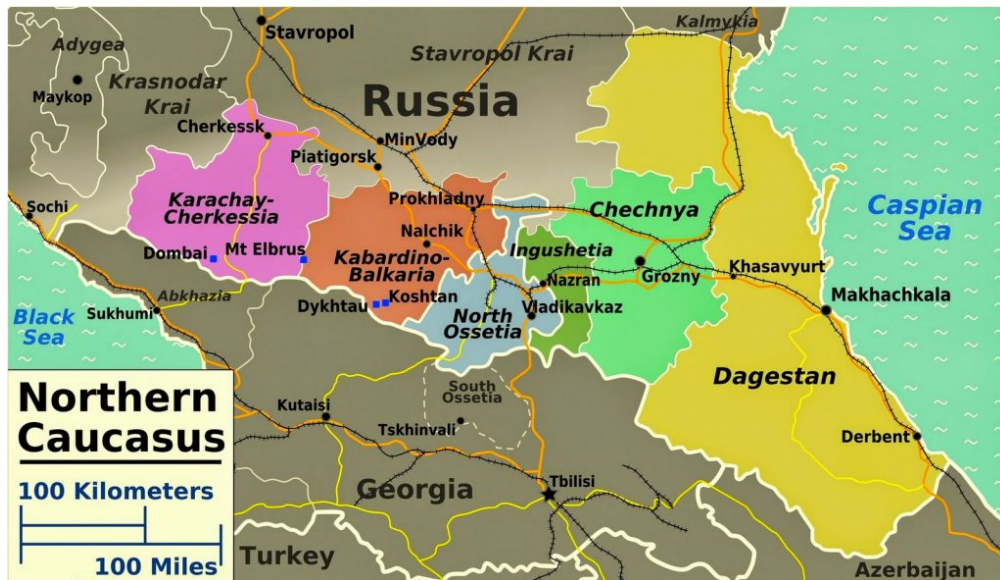 Kalmykia
Stavropol
Adygea
Stavropol Krai
Krasnodar
Krai
Maykop
Russia
Cherkessk
MinVody
Piatigorsk
Karachay-
Cherkessia
Prokhladny
Chechnya
Caspian
Sea
Sochi
Nalchik
Ingushetia
Dombai
Mt Elbrus
Kabardino-
Balkaria
Grozny
Khasavyurt
Nazran
Abkhazia
Dykhtau
Koshtan
Makhachkala
Sukhumi
Vladikavkaz
Black
Sea
North
Ossetia
Dagestan
South
Ossetia
Northern
Caucasus
Kutaisi
Tskhinvali
Derbent
100 Kilometers
100 Miles
Georgia
Tbilisi
Turkey
Azerbaijan